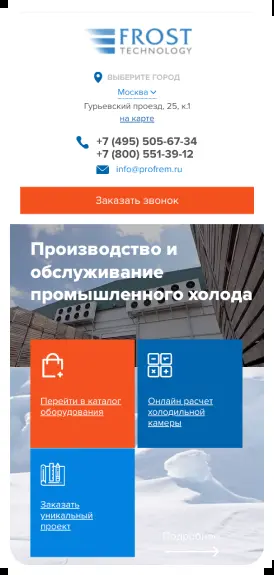 FROST
TECHNOLOGY
ВЫБЕРИТЕ ГОРОД
Москва
Гурьевский проезд, 25, к.1
на карте
+7 (495) 505-67-34
+7 (800) 551-39-12
info@profrem.ru
Заказать звонок
Производство и
обслуживание
промышленного холода
Перейти в каталог
оборудования
Онлайн расчет
холодильной
камеры
Заказать
уникальный
проект
Подробнее